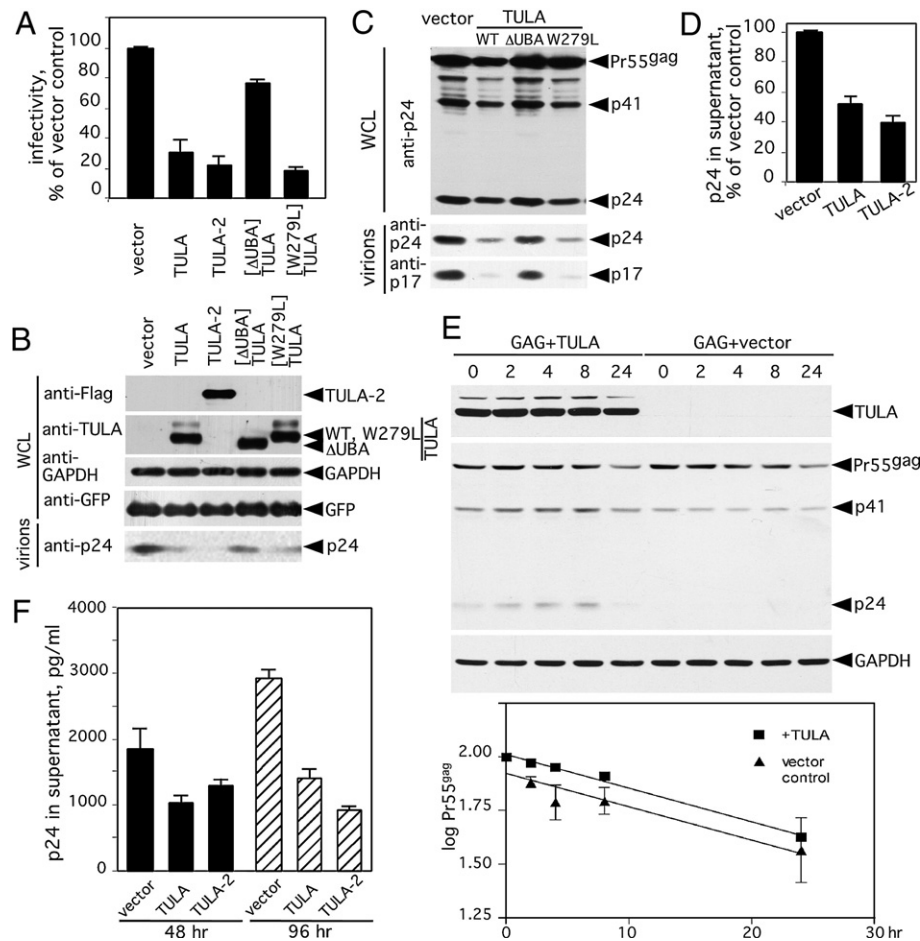 A
infectivity,
% of vector control
100
80
60
40
20
0
vector
TULA
TULA-2
[ΔUBA]
TULA
[W279L]
TULA
B
vector
TULA
TULA-2
[ΔUBA]
TULA
[W279L]
TULA
WCL
anti-Flag
TULA-2
anti-TULA
WT, W279L
ΔUBA
TULA
anti-
GAPDH
GAPDH
anti-GFP
GFP
virions
anti-p24
p24
C
vector
TULA
WT ΔUBA W279L
WCL
anti-p24
Pr55gag
p41
p24
virions
anti-
p24
p24
anti-
p17
p17
D
p24 in supernatant,
% of vector control
100
80
60
40
20
0
vector
TULA
TULA-2
E
GAG+TULA GAG+vector
0 2 4 8 24 0 2 4 8 24
TULA
Pr55gag
p41
p24
GAPDH
log Pr55gag
2.00
1.75
1.50
1.25
+TULA
vector
control
0 10 20 30 hr
F
p24 in supernatant, pg/ml
4000
3000
2000
1000
0
vector
TULA
TULA-2
vector
TULA
TULA-2
48 hr 96 hr